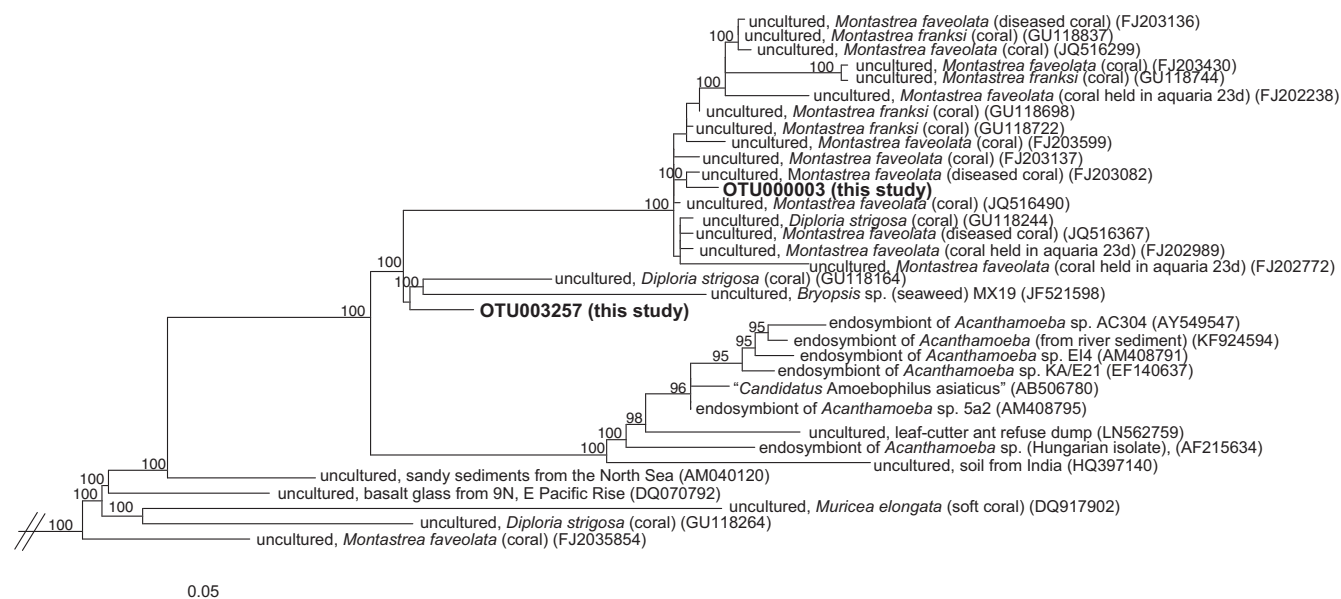 uncultured, Montastrea faveolata (diseased coral) (FJ203136)
100
uncultured, Montastrea franksi (coral) (GU118837)
uncultured, Montastrea faveolata (coral) (JQ516299)
100
uncultured, Montastrea faveolata (coral) (FJ203430)
uncultured, Montastrea franksi (coral) (GU118744)
100
uncultured, Montastrea faveolata (coral held in aquaria 23d) (FJ202238)
uncultured, Montastrea franksi (coral) (GU118698)
uncultured, Montastrea franksi (coral) (GU118722)
uncultured, Montastrea faveolata (coral) (FJ203599)
uncultured, Montastrea faveolata (coral) (FJ203137)
100
uncultured, Montastrea faveolata (diseased coral) (FJ203082)
OTU000003 (this study)
100
uncultured, Montastrea faveolata (coral) (JQ516490)
uncultured, Diploria strigosa (coral) (GU118244)
uncultured, Montastrea faveolata (diseased coral) (JQ516367)
uncultured, Montastrea faveolata (coral held in aquaria 23d) (FJ202989)
100
uncultured, Montastrea faveolata (coral held in aquaria 23d) (FJ202772)
100
uncultured, Diploria strigosa (coral) (GU118164)
uncultured, Bryopsis sp. (seaweed) MX19 (JF521598)
100
OTU003257 (this study)
95
endosymbiont of Acanthamoeba sp. AC304 (AY549547)
95
endosymbiont of Acanthamoeba (from river sediment) (KF924594)
95
endosymbiont of Acanthamoeba sp. EI4 (AM408791)
endosymbiont of Acanthamoeba sp. KA/E21 (EF140637)
96
“Candidatus Amoebophilus asiaticus” (AB506780)
endosymbiont of Acanthamoeba sp. 5a2 (AM408795)
98
100
uncultured, leaf-cutter ant refuse dump (LN562759)
100
endosymbiont of Acanthamoeba sp. (Hungarian isolate), (AF215634)
uncultured, soil from India (HQ397140)
100
uncultured, sandy sediments from the North Sea (AM040120)
100
uncultured, basalt glass from 9N, E Pacific Rise (DQ070792)
100
uncultured, Muricea elongata (soft coral) (DQ917902)
100
uncultured, Diploria strigosa (coral) (GU118264)
uncultured, Montastrea faveolata (coral) (FJ2035854)
0.05